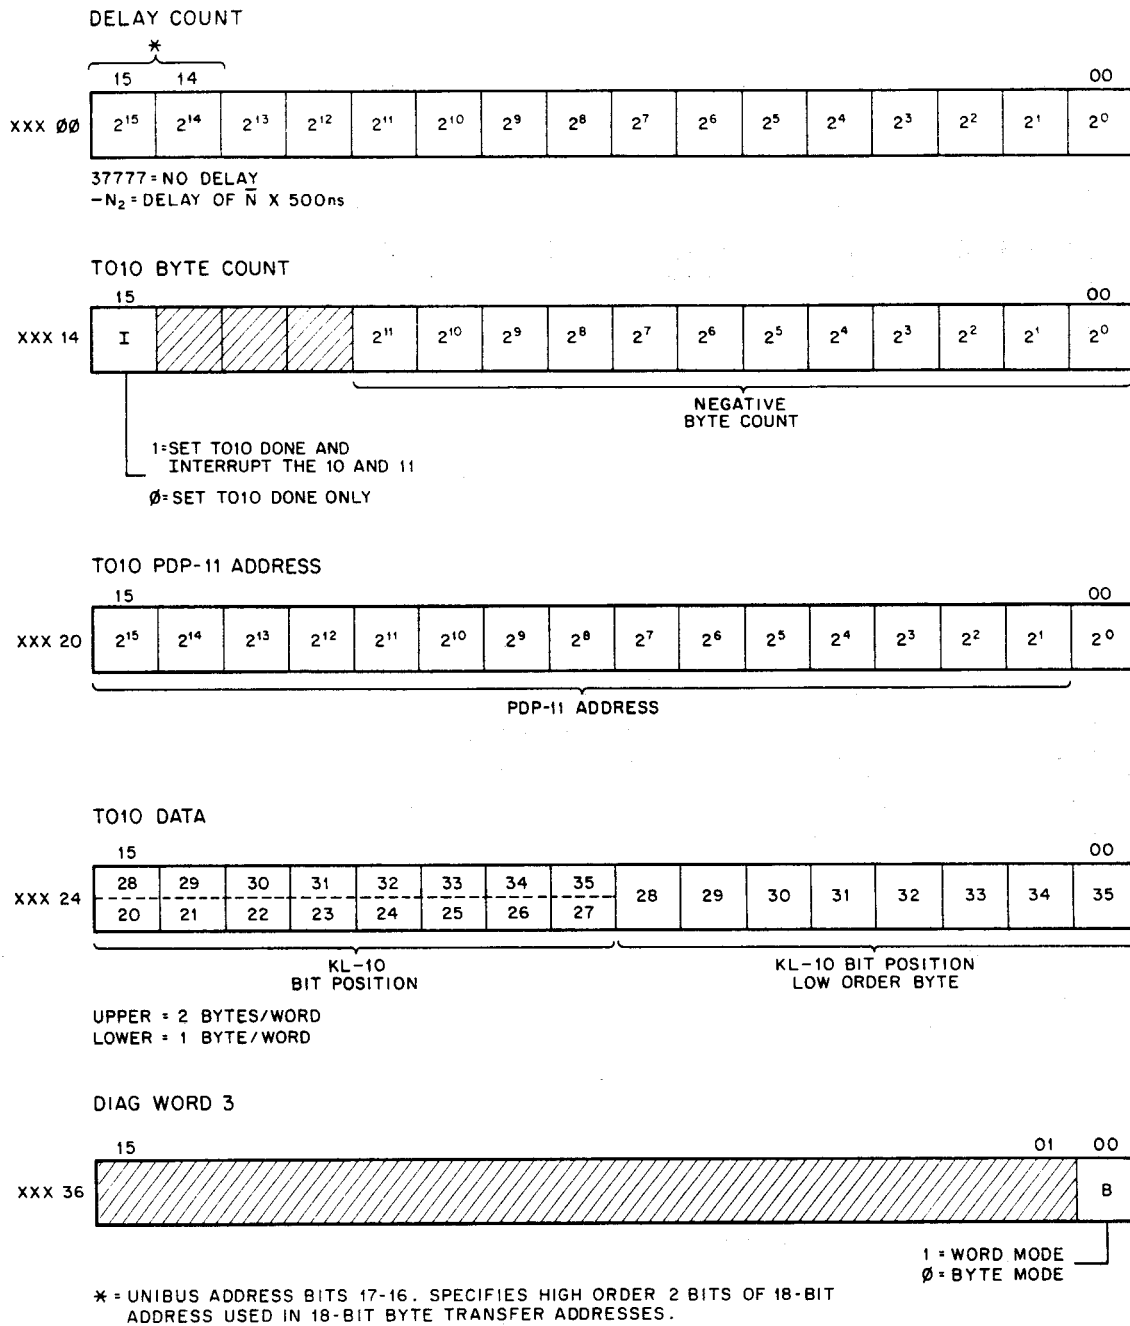 DELAY COUNT
*
15 14 00
XXX ØØ 2¹⁵ 2¹⁴ 2¹³ 2¹² 2¹¹ 2¹⁰ 2⁹ 2⁸ 2⁷ 2⁶ 2⁵ 2⁴ 2³ 2² 2¹ 2⁰
37777 = NO DELAY
-N₂ = DELAY OF N̅ X 500ns
TO10 BYTE COUNT
15 00
XXX 14 I 2¹¹ 2¹⁰ 2⁹ 2⁸ 2⁷ 2⁶ 2⁵ 2⁴ 2³ 2² 2¹ 2⁰
NEGATIVE
BYTE COUNT
1=SET TO10 DONE AND
INTERRUPT THE 10 AND 11
Ø=SET TO10 DONE ONLY
TO10 PDP-11 ADDRESS
15 00
XXX 20 2¹⁵ 2¹⁴ 2¹³ 2¹² 2¹¹ 2¹⁰ 2⁹ 2⁸ 2⁷ 2⁶ 2⁵ 2⁴ 2³ 2² 2¹ 2⁰
PDP-11 ADDRESS
TO10 DATA
15 00
28 29 30 31 32 33 34 35
XXX 24 28 29 30 31 32 33 34 35
20 21 22 23 24 25 26 27
KL-10
BIT POSITION
KL-10 BIT POSITION
LOW ORDER BYTE
UPPER = 2 BYTES/WORD
LOWER = 1 BYTE/WORD
DIAG WORD 3
15 01 00
XXX 36 B
1 = WORD MODE
Ø = BYTE MODE
* = UNIBUS ADDRESS BITS 17-16. SPECIFIES HIGH ORDER 2 BITS OF 18-BIT
ADDRESS USED IN 18-BIT BYTE TRANSFER ADDRESSES.